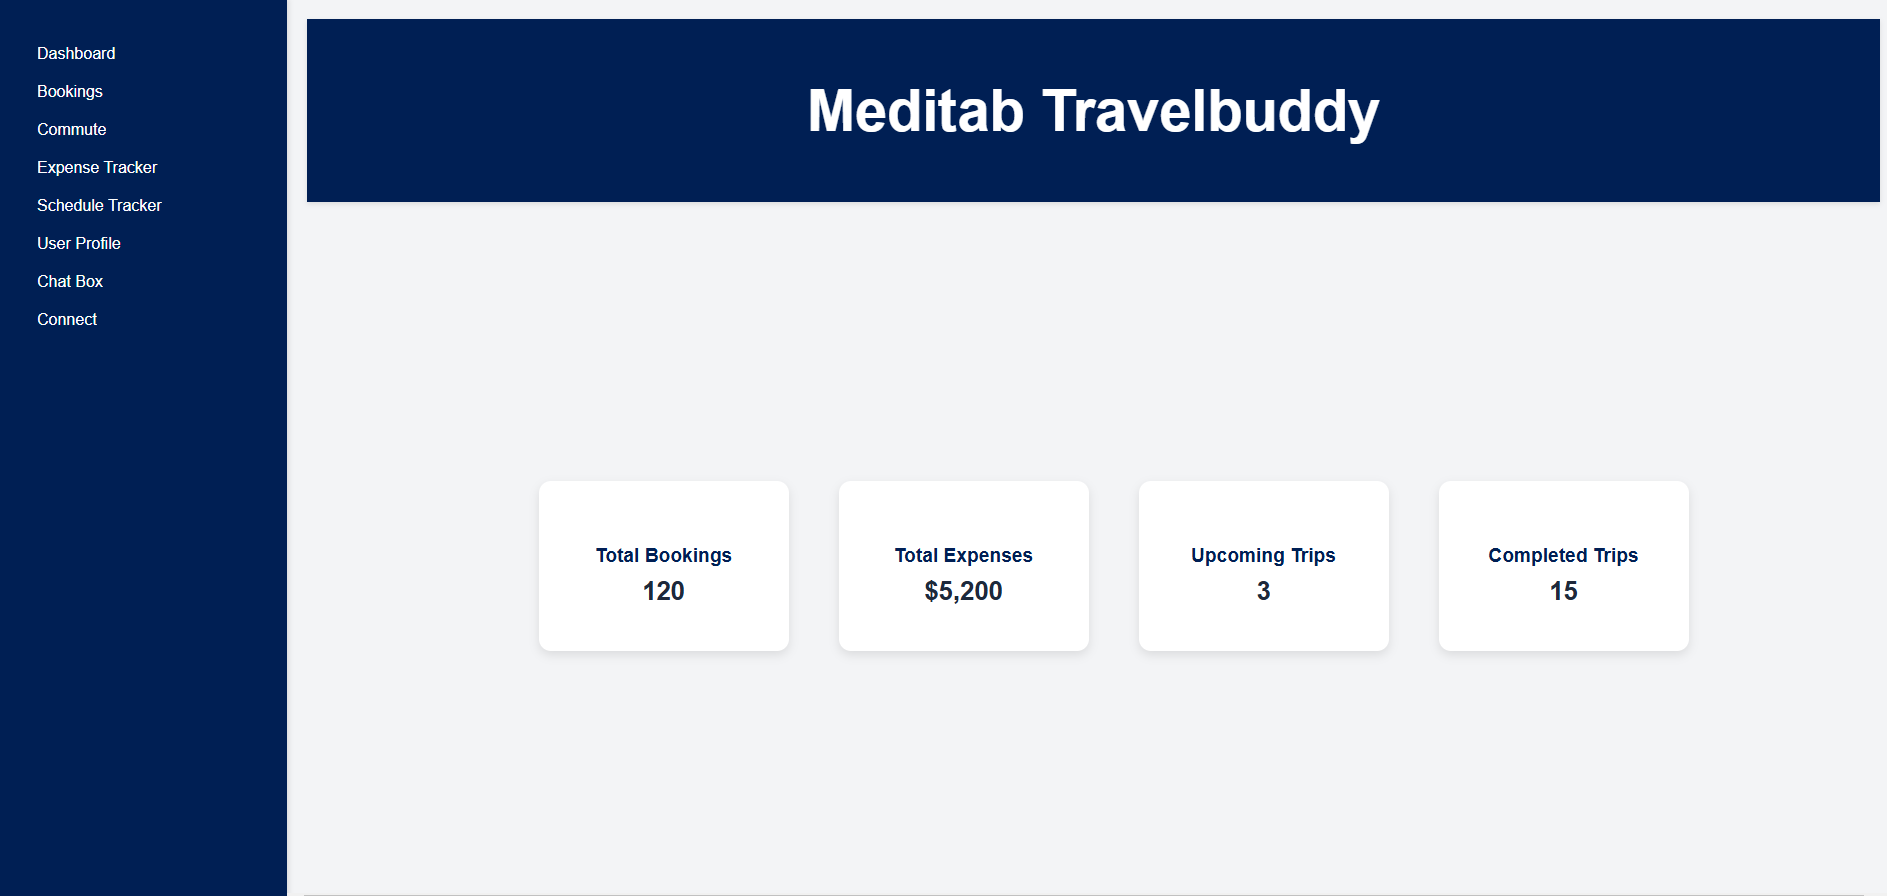 Dashboard
Bookings
Commute
Expense Tracker
Schedule Tracker
User Profile
Chat Box
Connect
Meditab Travelbuddy
Total Bookings
120
Total Expenses
$5,200
Upcoming Trips
3
Completed Trips
15